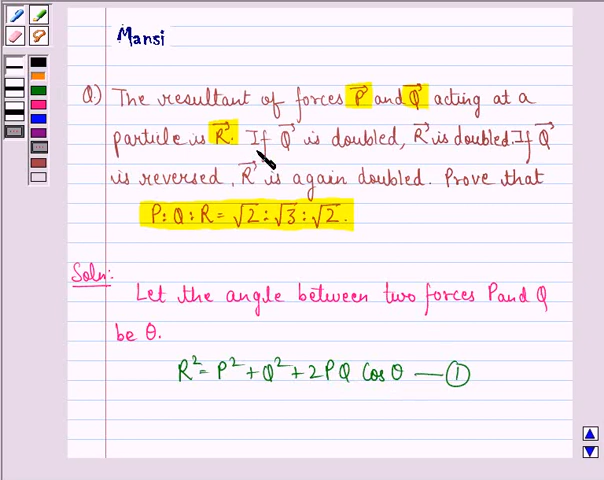 Mansi
Q.) The resultant of forces P⃗ and Q⃗ acting at a
particle is R⃗. If Q⃗ is doubled, R⃗ is doubled. If Q⃗
is reversed, R⃗ is again doubled. Prove that
P:Q:R = √2:√3:√2.
Soln:
Let the angle between two forces P and Q
be θ.
R² = P² + Q² + 2PQ Cos θ — ①